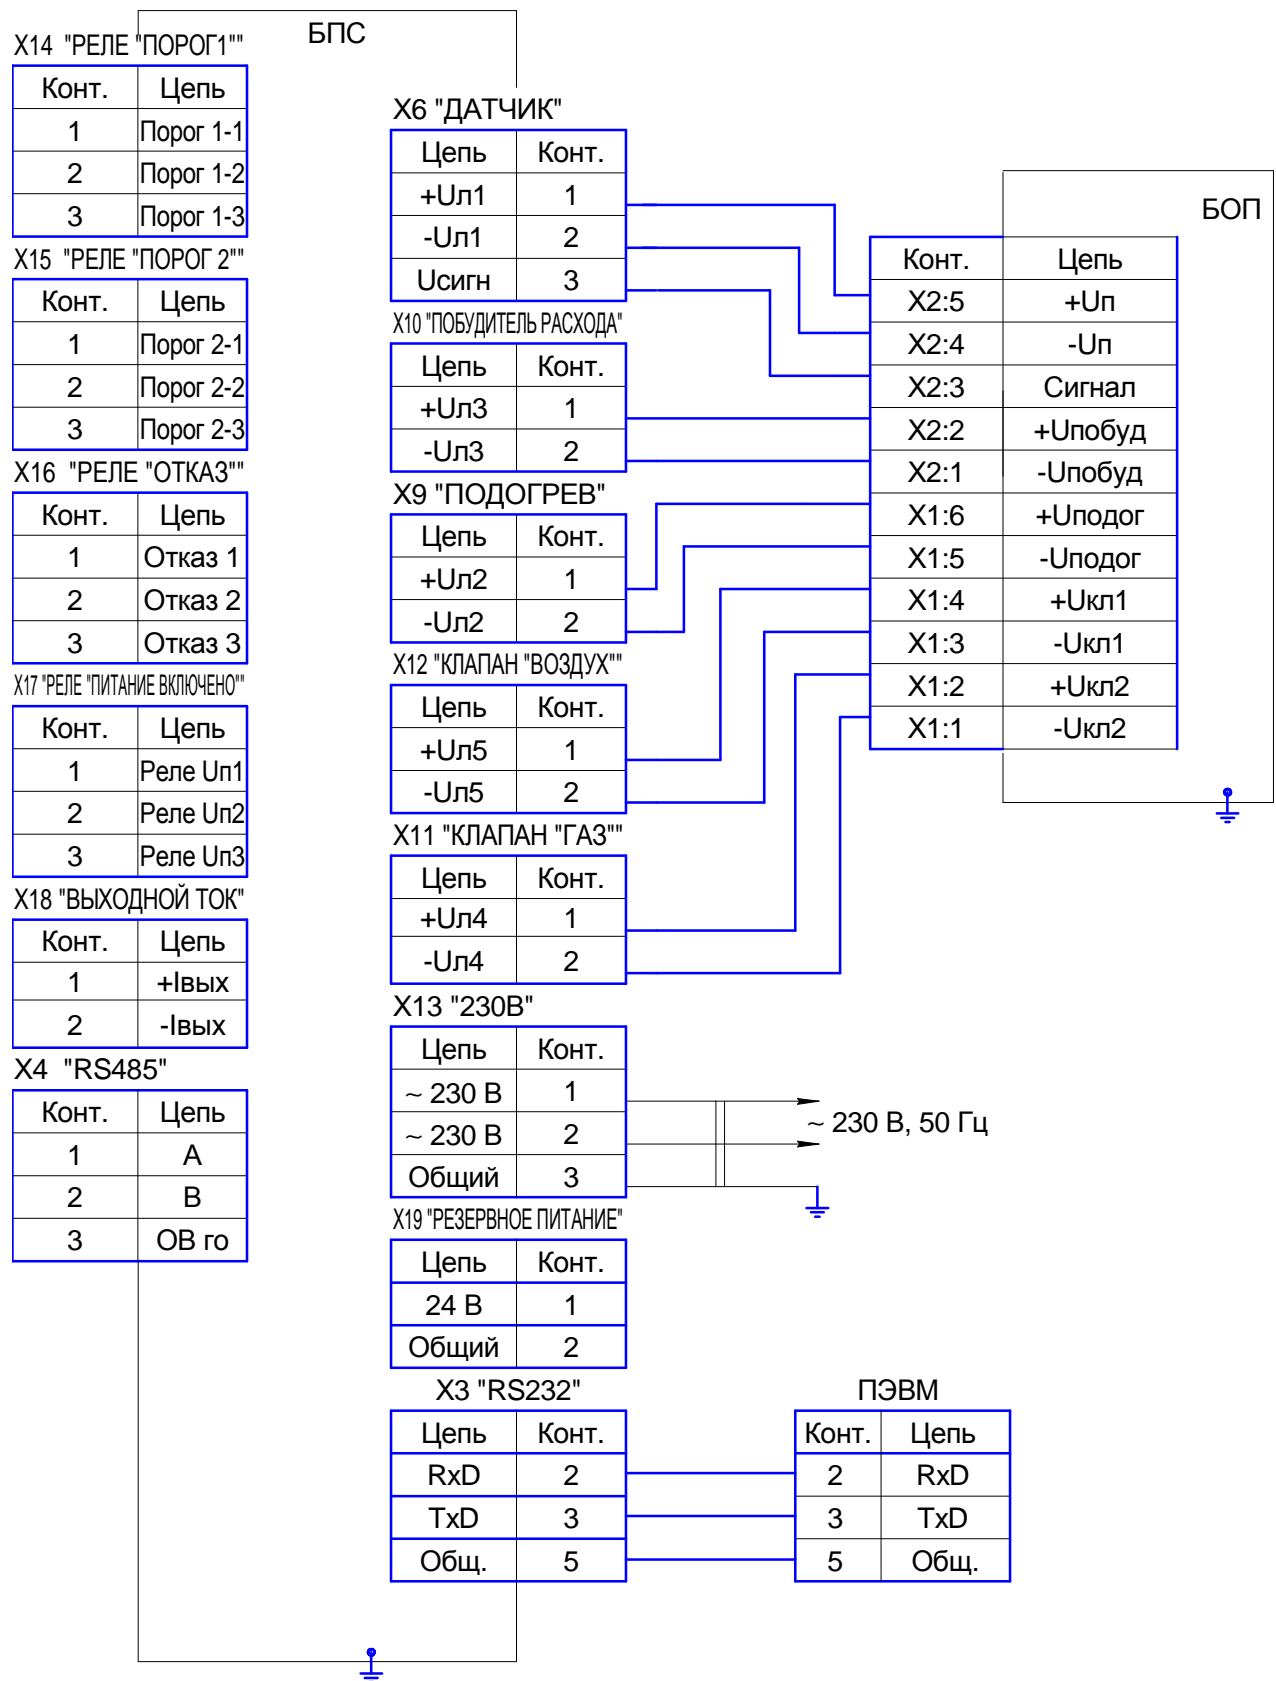 БПС
X14 "РЕЛЕ "ПОРОГ1""
Конт. Цепь
1 Порог 1-1
2 Порог 1-2
3 Порог 1-3
X15 "РЕЛЕ "ПОРОГ 2""
Конт. Цепь
1 Порог 2-1
2 Порог 2-2
3 Порог 2-3
X16 "РЕЛЕ "ОТКАЗ""
Конт. Цепь
1 Отказ 1
2 Отказ 2
3 Отказ 3
X17 "РЕЛЕ "ПИТАНИЕ ВКЛЮЧЕНО""
Конт. Цепь
1 Реле Uп1
2 Реле Uп2
3 Реле Uп3
X18 "ВЫХОДНОЙ ТОК"
Конт. Цепь
1 +Iвых
2 -Iвых
X4 "RS485"
Конт. Цепь
1 A
2 B
3 ОВ го
X6 "ДАТЧИК"
Цепь Конт.
+Uл1 1
-Uл1 2
Uсигн 3
X10 "ПОБУДИТЕЛЬ РАСХОДА"
Цепь Конт.
+Uл3 1
-Uл3 2
X9 "ПОДОГРЕВ"
Цепь Конт.
+Uл2 1
-Uл2 2
X12 "КЛАПАН "ВОЗДУХ""
Цепь Конт.
+Uл5 1
-Uл5 2
X11 "КЛАПАН "ГАЗ""
Цепь Конт.
+Uл4 1
-Uл4 2
X13 "230В"
Цепь Конт.
~ 230 В 1
~ 230 В 2
Общий 3
~ 230 В, 50 Гц
X19 "РЕЗЕРВНОЕ ПИТАНИЕ"
Цепь Конт.
24 В 1
Общий 2
X3 "RS232"
Цепь Конт.
RxD 2
TxD 3
Общ. 5
БОП
Конт. Цепь
X2:5 +Uп
X2:4 -Uп
X2:3 Сигнал
X2:2 +Uпобуд
X2:1 -Uпобуд
X1:6 +Uподог
X1:5 -Uподог
X1:4 +Uкл1
X1:3 -Uкл1
X1:2 +Uкл2
X1:1 -Uкл2
ПЭВМ
Конт. Цепь
2 RxD
3 TxD
5 Общ.